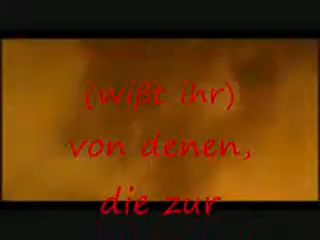 (wißt ihr)
von denen,
die zur